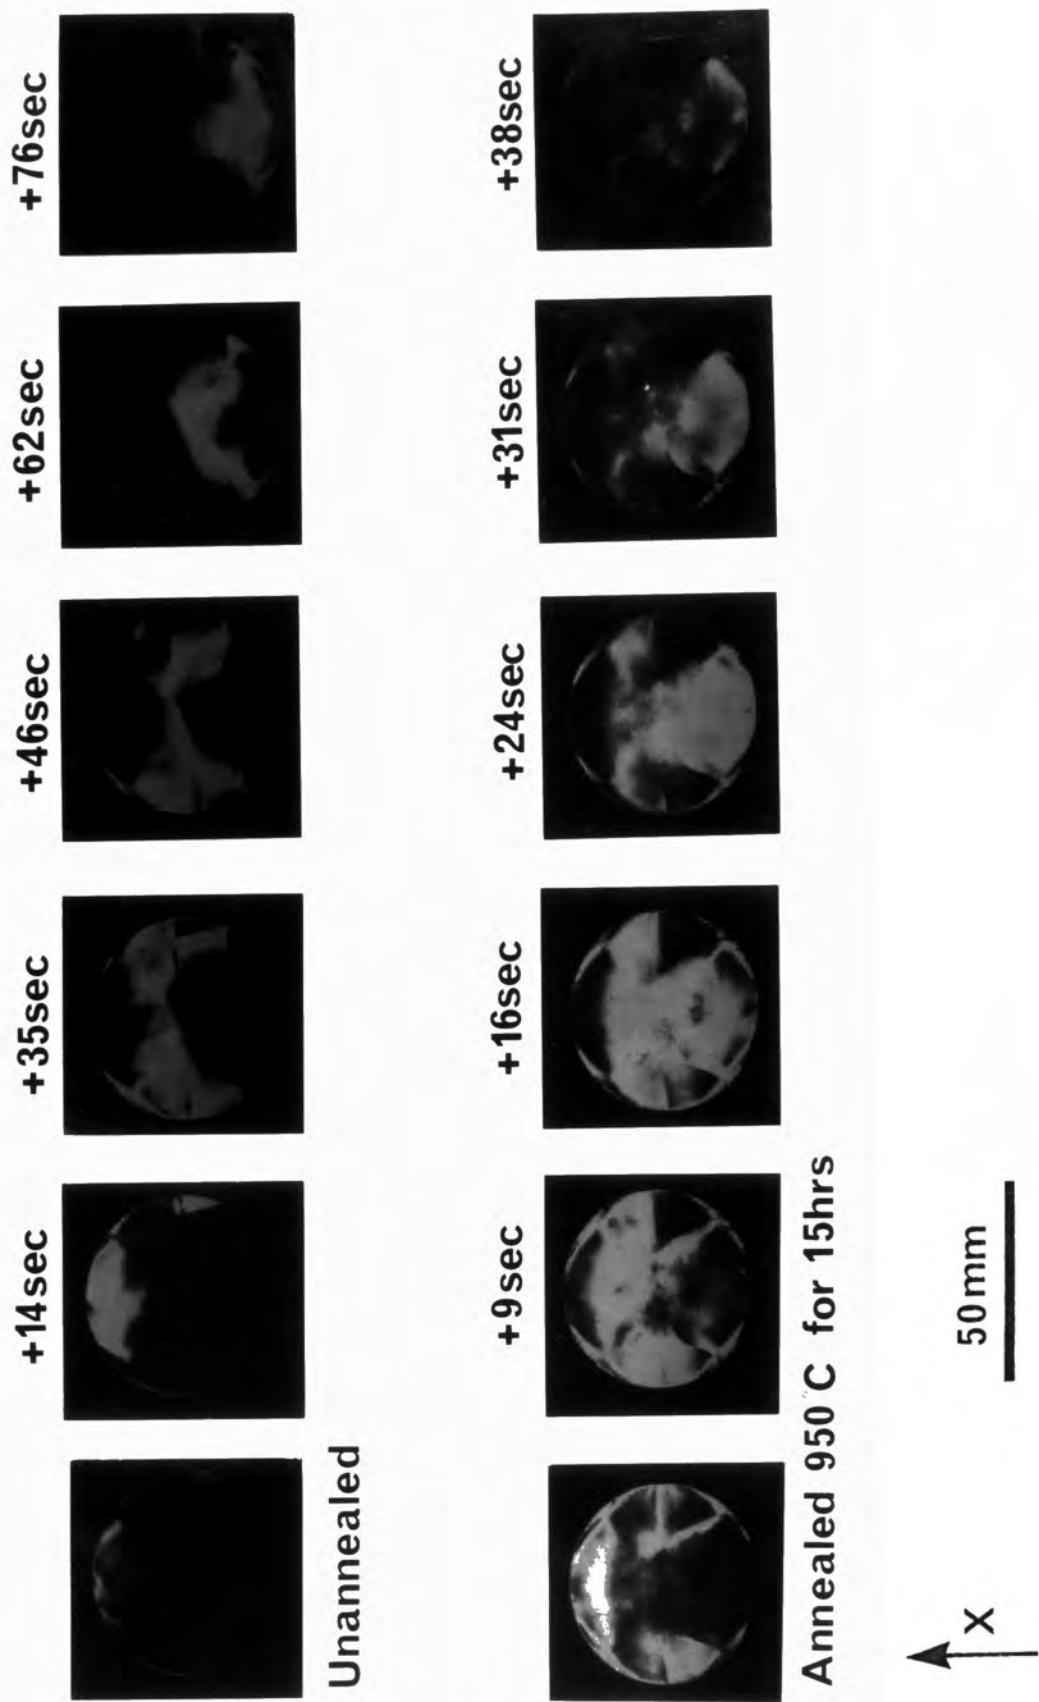 +14sec +35sec +46sec +62sec +76sec
Unannealed
+9sec +16sec +24sec +31sec +38sec
Annealed 950°C for 15hrs
X 50mm